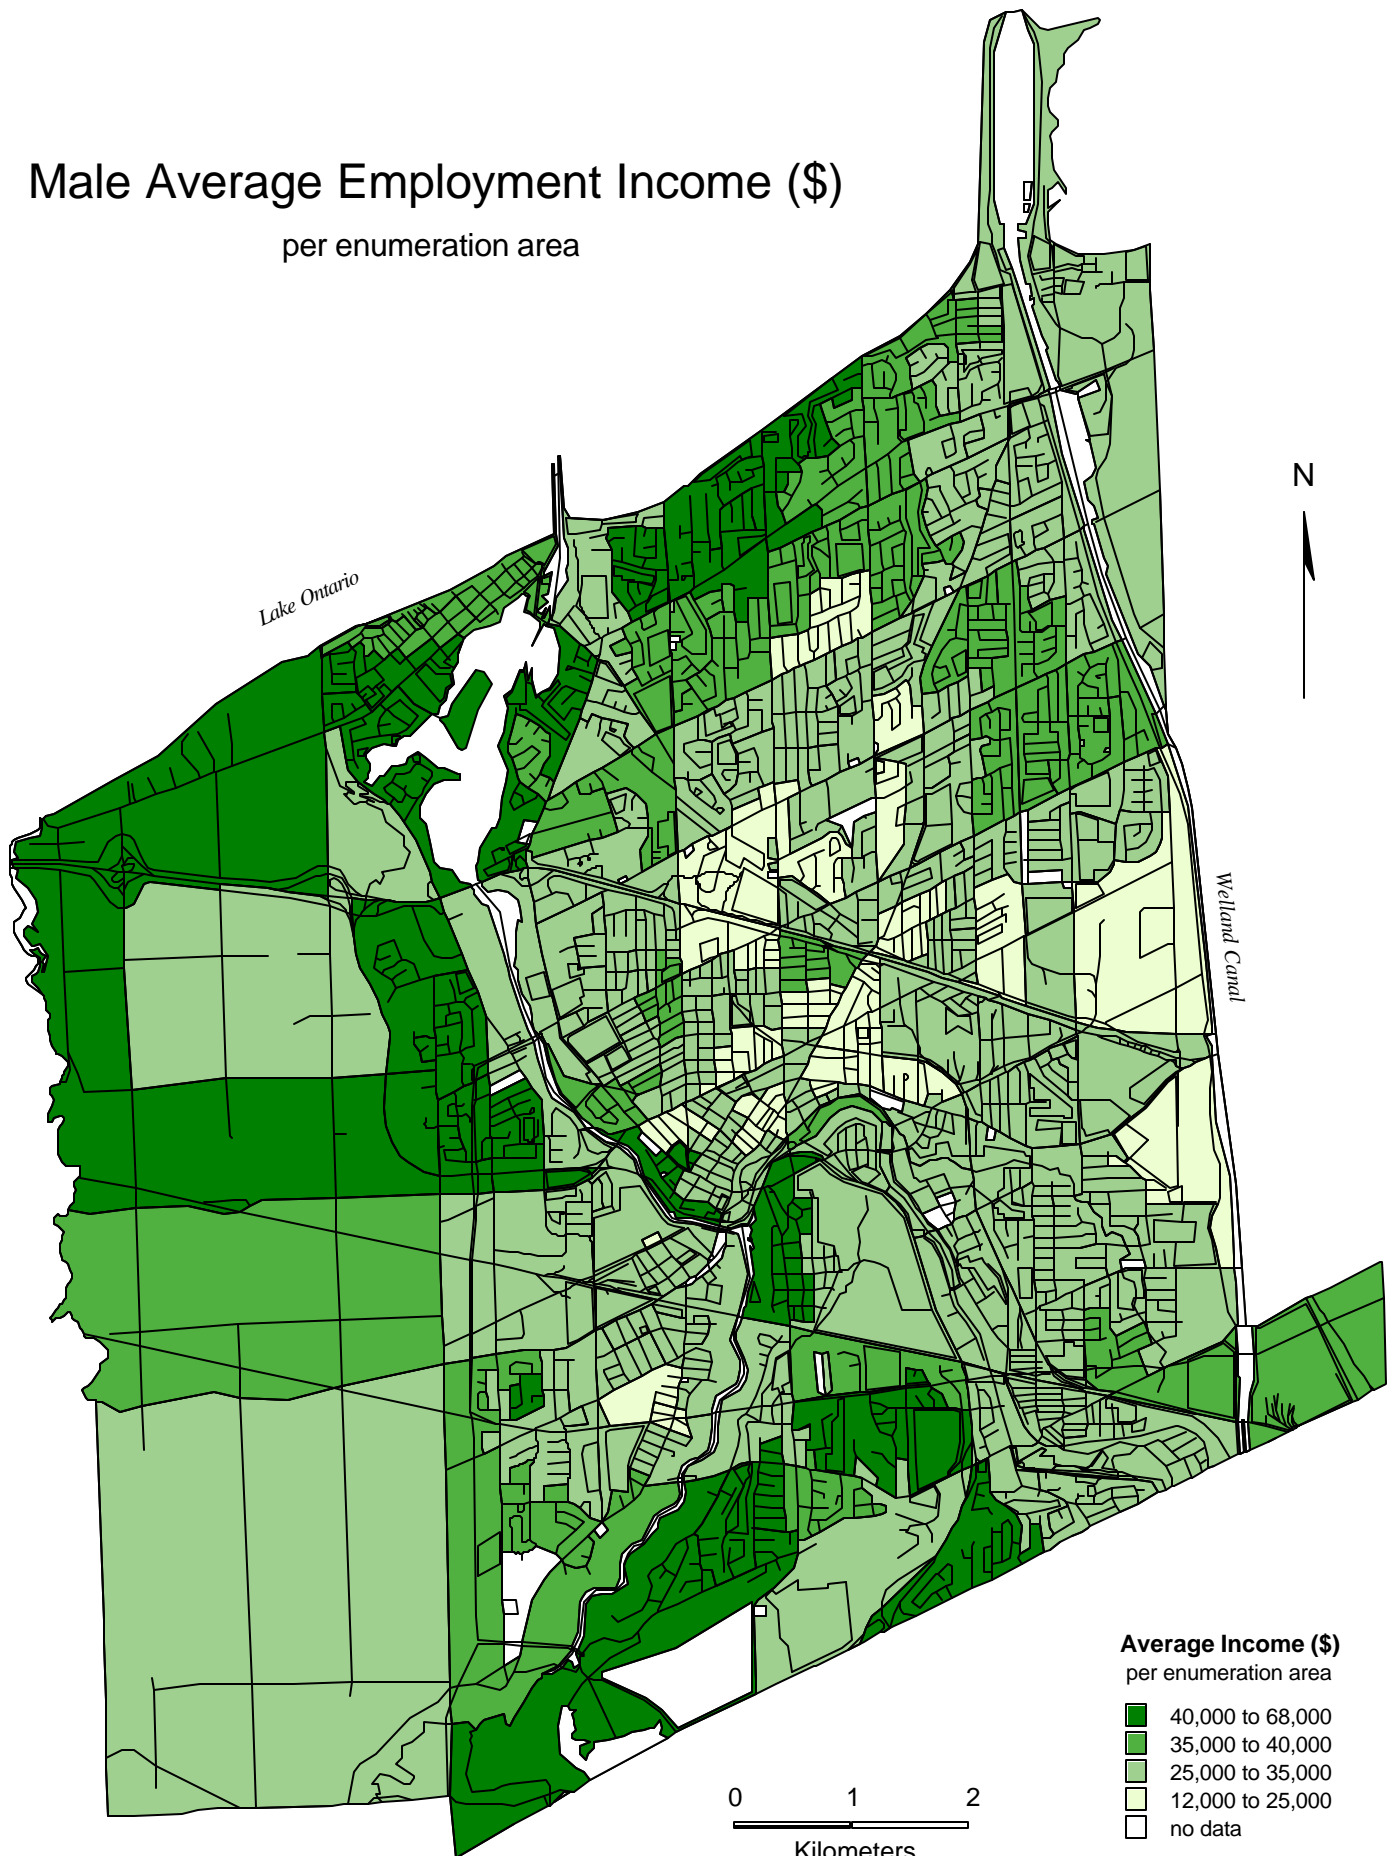 Male Average Employment Income ($)
per enumeration area
N
Lake Ontario
Welland Canal
Average Income ($)
per enumeration area
40,000 to 68,000
35,000 to 40,000
25,000 to 35,000
12,000 to 25,000
no data
0 1 2
Kilometers